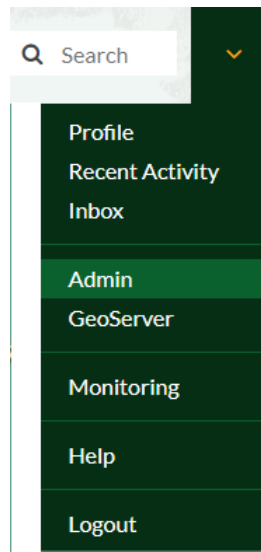 Search
Profile
Recent Activity
Inbox
Admin
GeoServer
Monitoring
Help
Logout